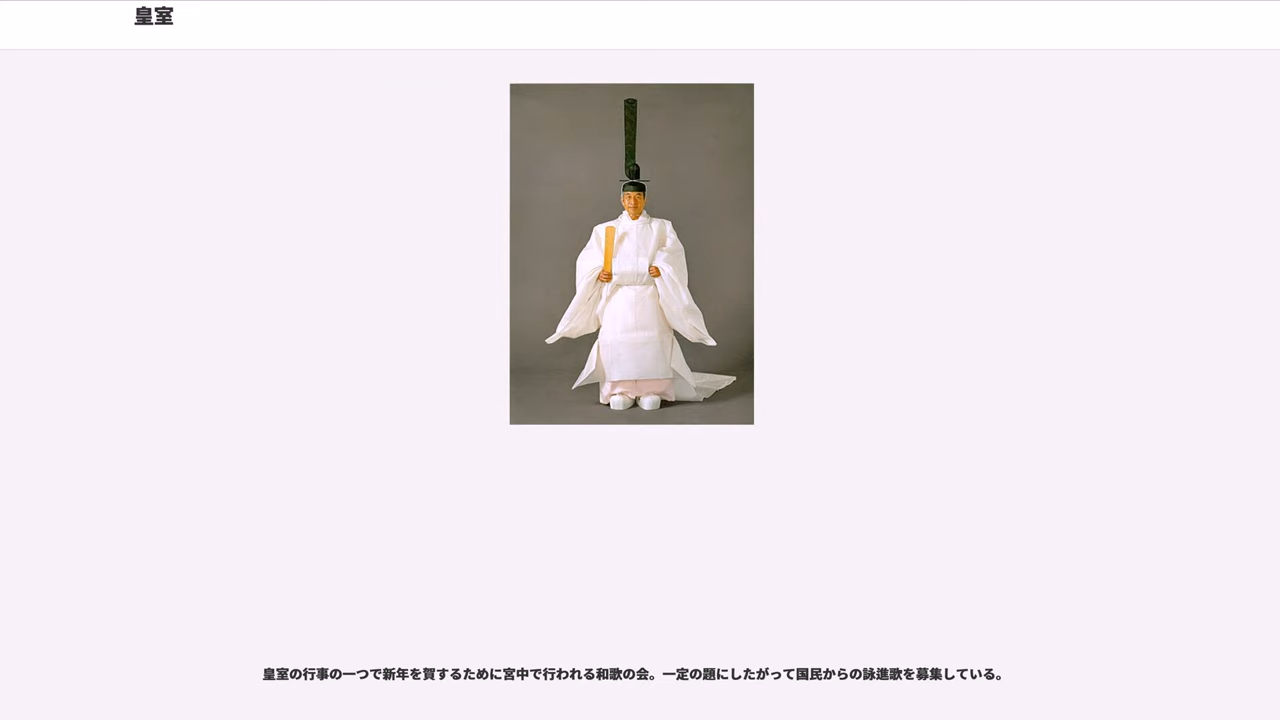 皇室
皇室の行事の一つで新年を賀するために宮中で行われる和歌の会。一定の題にしたがって国民からの詠進歌を募集している。